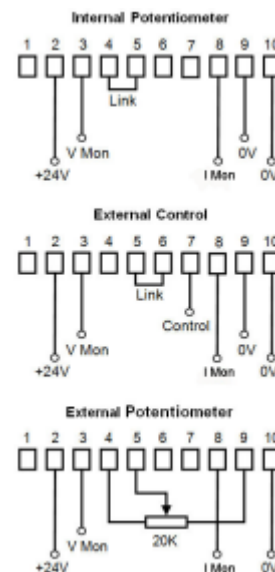 Internal Potentiometer
1 2 3 4 5 6 7 8 9 10
Link
V Mon
0V
+24V
I Mon
0V
External Control
1 2 3 4 5 6 7 8 9 10
Link
Control
V Mon
0V
+24V
I Mon
0V
External Potentiometer
1 2 3 4 5 6 7 8 9 10
V Mon
20K
+24V
I Mon
0V